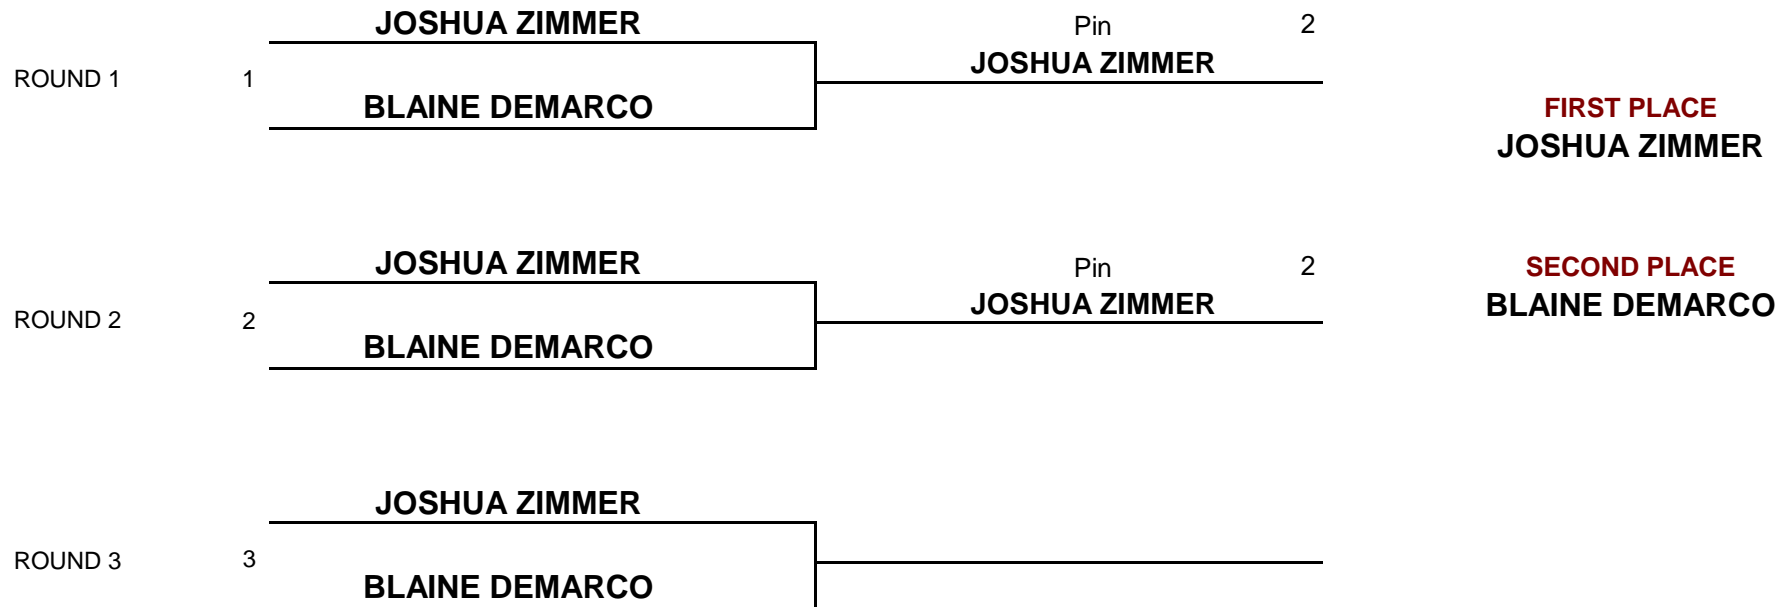 JOSHUA ZIMMER Pin 2
JOSHUA ZIMMER
ROUND 1 1
BLAINE DEMARCO FIRST PLACE
JOSHUA ZIMMER
JOSHUA ZIMMER Pin 2 SECOND PLACE
JOSHUA ZIMMER BLAINE DEMARCO
ROUND 2 2
BLAINE DEMARCO
JOSHUA ZIMMER
ROUND 3 3
BLAINE DEMARCO